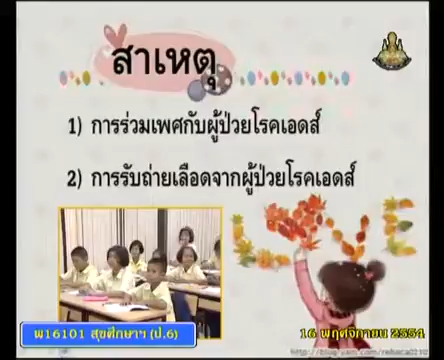 สาเหตุ
1) การร่วมเพศกับผู้ป่วยโรคเอดส์
2) การรับถ่ายเลือดจากผู้ป่วยโรคเอดส์
LOVE
พ16101 สุขศึกษาฯ (ป.6)
16 พฤศจิกายน 2554